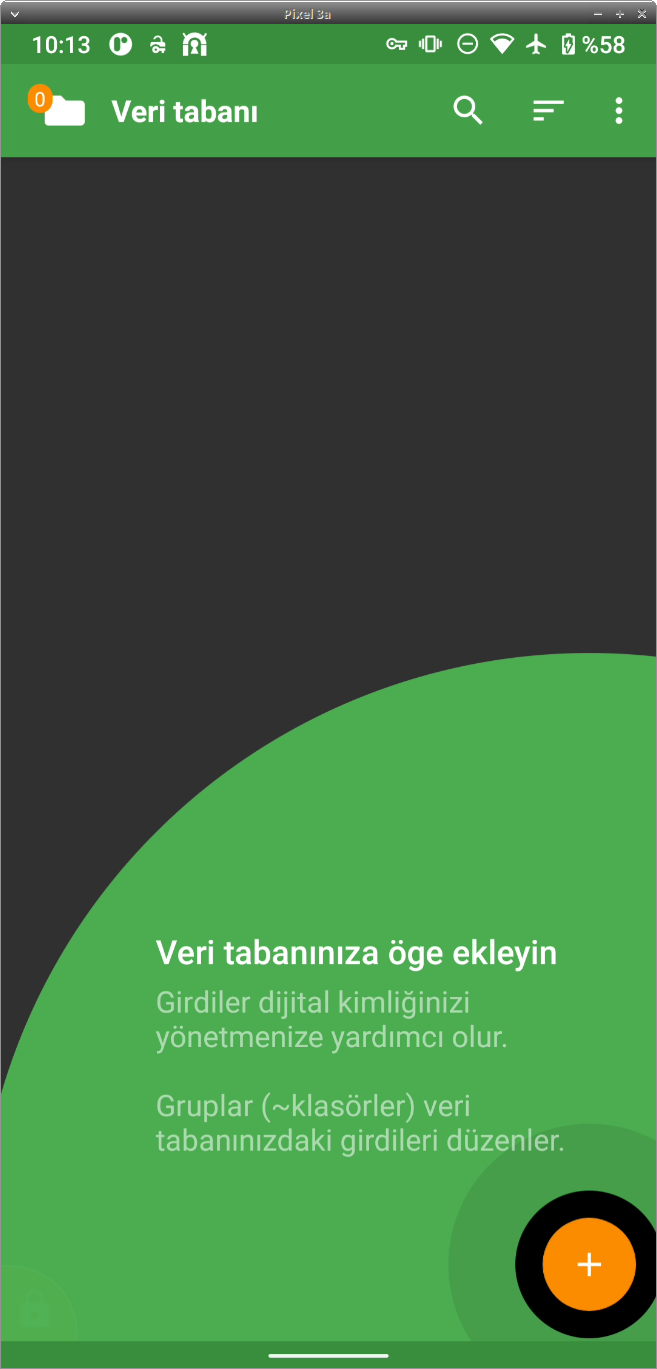 Pixel 3a
10:13
%58
0
Veri tabanı
Veri tabanınıza öge ekleyin
Girdiler dijital kimliğinizi
yönetmenize yardımcı olur.
Gruplar (~klasörler) veri
tabanınızdaki girdileri düzenler.